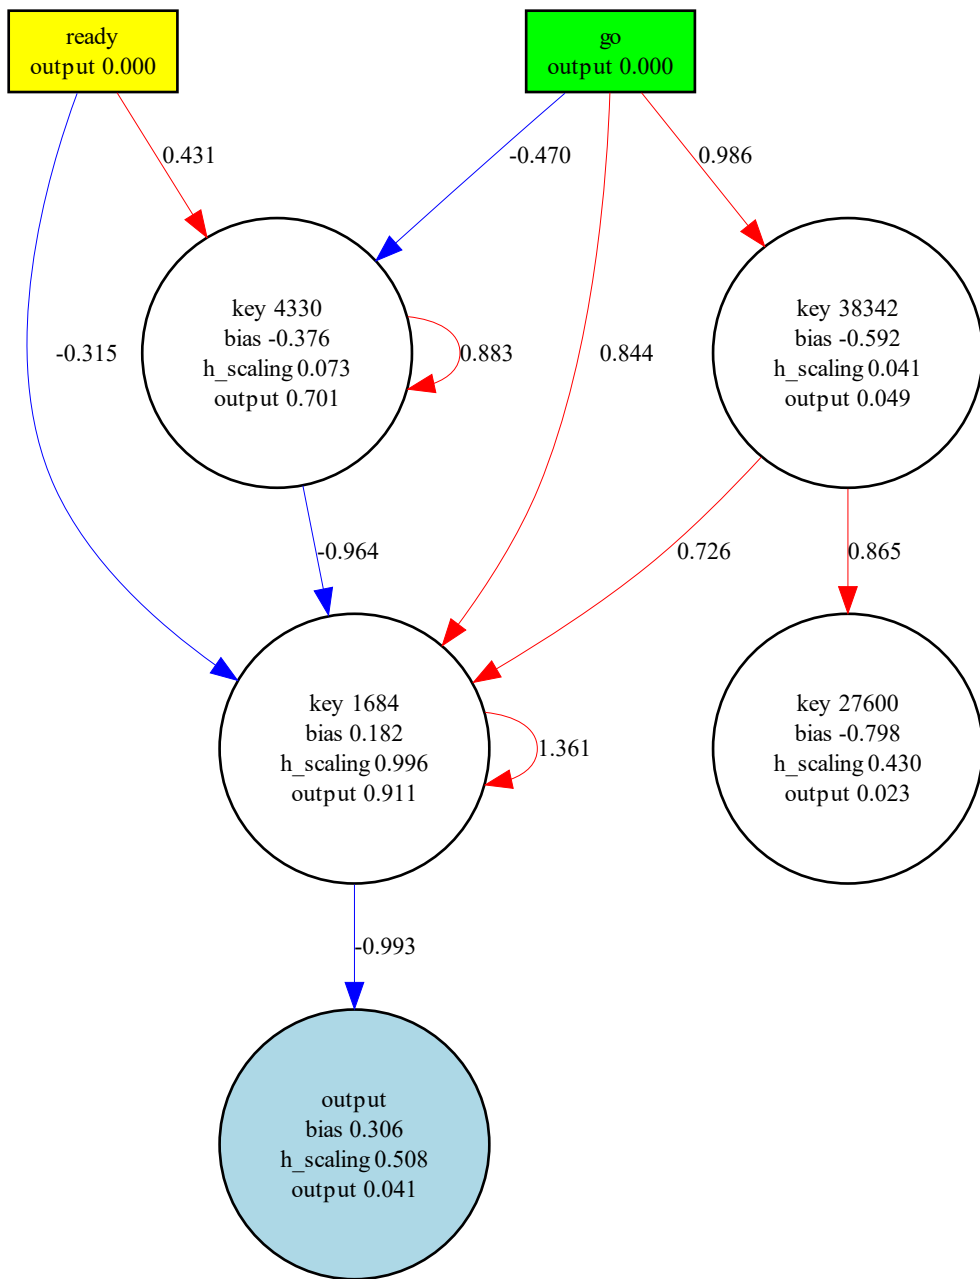 ready
output 0.000
go
output 0.000
0.431
-0.470
0.986
key 4330
bias -0.376
h_scaling 0.073
output 0.701
key 38342
bias -0.592
h_scaling 0.041
output 0.049
-0.315
0.883
0.844
-0.964
0.726
0.865
key 1684
bias 0.182
h_scaling 0.996
output 0.911
key 27600
bias -0.798
h_scaling 0.430
output 0.023
1.361
-0.993
output
bias 0.306
h_scaling 0.508
output 0.041